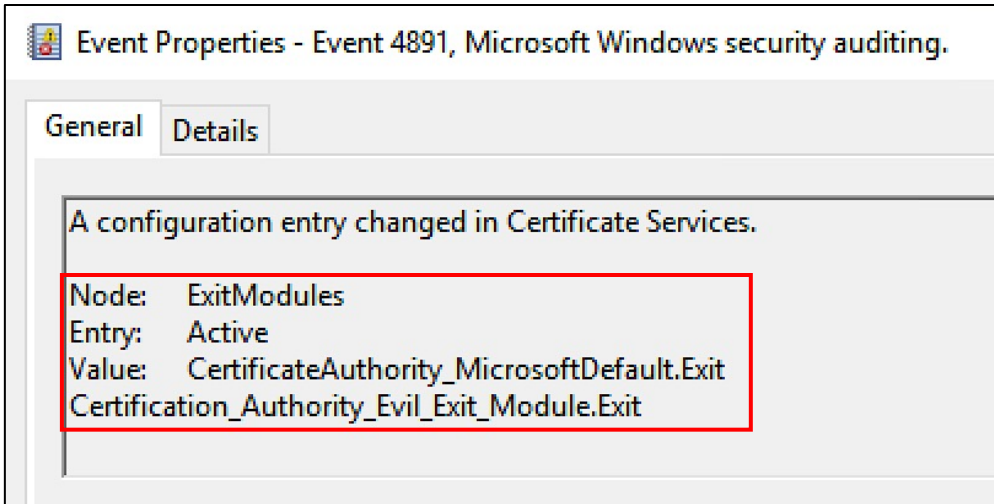 Event Properties - Event 4891, Microsoft Windows security auditing.
General Details
A configuration entry changed in Certificate Services.
Node: ExitModules
Entry: Active
Value: CertificateAuthority_MicrosoftDefault.Exit
Certification_Authority_Evil_Exit_Module.Exit